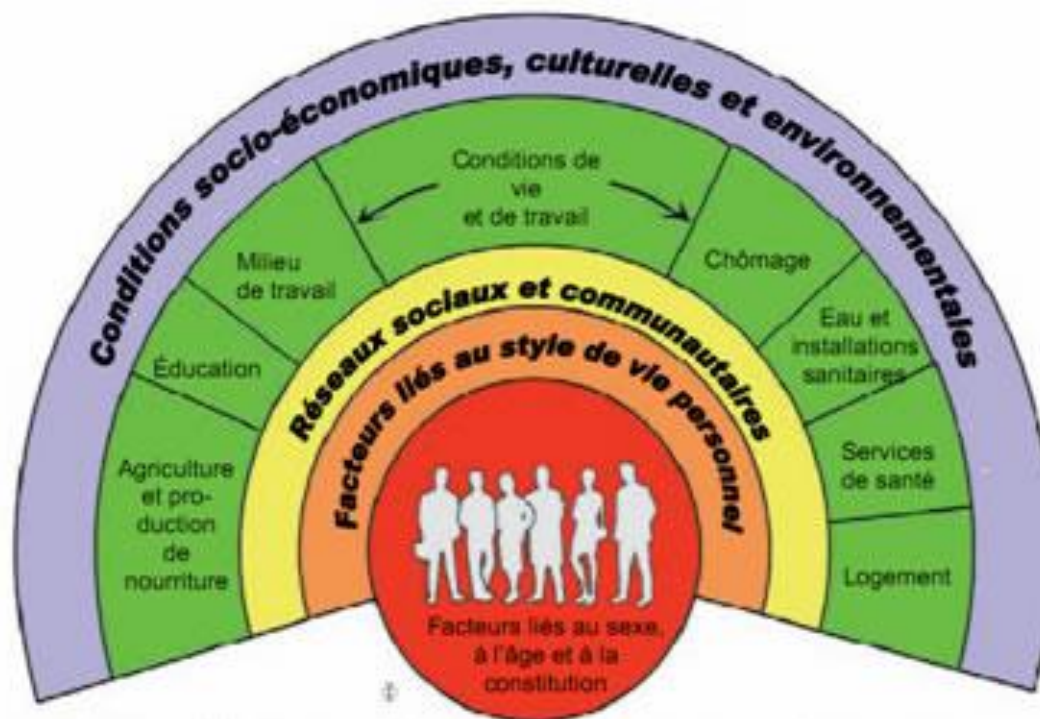 Conditions socio-économiques, culturelles et environnementales
Conditions de
vie
et de travail
Agriculture
et pro-
duction
de
nourriture
Éducation
Milieu
de travail
Chômage
Eau et
installations
sanitaires
Services
de santé
Logement
Réseaux sociaux et communautaires
Facteurs liés au style de vie personnel
Facteurs liés au sexe,
à l'âge et à la
constitution